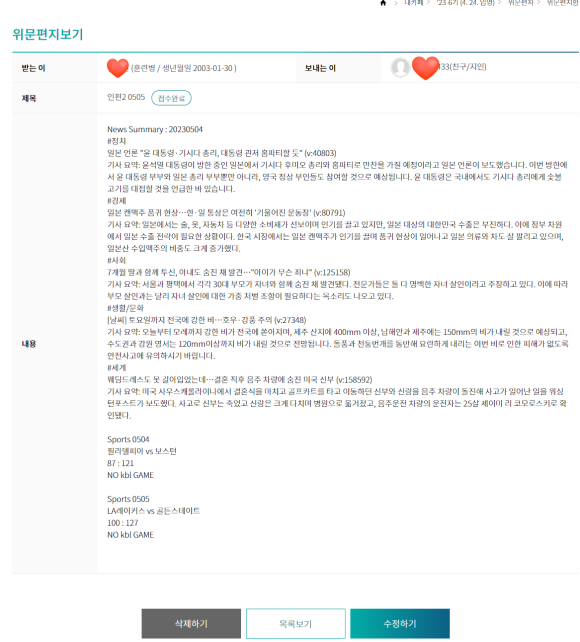 > 내카페 > '23-6기 (4. 24. 입영) > 위문편지 > 위문편지함
위문편지보기
받는 이
(훈련병 / 생년월일 2003-01-30 )
보내는 이
33(친구/지인)
제목
인편2 0505 접수완료
내용
News Summary : 20230504
#정치
일본 언론 "윤 대통령·기시다 총리, 대통령 관저 홈파티할 듯" (v:40803)
기사 요약: 윤석열 대통령이 방한 중인 일본에서 기시다 후미오 총리와 홈파티로 만찬을 가질 예정이라고 일본 언론이 보도했습니다. 이번 방한에
서 윤 대통령 부부와 일본 총리 부부뿐만 아니라, 양국 정상 부인들도 참여할 것으로 예상됩니다. 윤 대통령은 국내에서도 기시다 총리에게 숯불
고기를 대접할 것을 언급한 바 있습니다.
#경제
일본 캔맥주 품귀 현상…한·일 통상은 여전히 '기울어진 운동장' (v:80791)
기사 요약: 일본에서는 술, 옷, 자동차 등 다양한 소비재가 선보이며 인기를 끌고 있지만, 일본 대상의 대한민국 수출은 부진하다. 이에 정부 차원
에서 일본 수출 전략이 필요한 상황이다. 한국 시장에서는 일본 캔맥주가 인기를 끌며 품귀 현상이 일어나고 일본 의류와 차도 잘 팔리고 있으며,
일본산 수입맥주의 비중도 크게 증가했다.
#사회
7개월 딸과 함께 투신, 아내도 숨진 채 발견…"아이가 무슨 죄냐" (v:125158)
기사 요약: 서울과 평택에서 각각 30대 부모가 자녀와 함께 숨진 채 발견됐다. 전문가들은 둘 다 명백한 자녀 살인이라고 주장하고 있다. 이에 따라
부모 살인과는 달리 자녀 살인에 대한 가중 처벌 조항이 필요하다는 목소리도 나오고 있다.
#생활/문화
[날씨] 토요일까지 전국에 강한 비…호우·강풍 주의 (v:27348)
기사 요약: 오늘부터 모레까지 강한 비가 전국에 쏟아지며, 제주 산지에 400mm 이상, 남해안과 제주에는 150mm의 비가 내릴 것으로 예상되고,
수도권과 강원 영서는 120mm이상까지 비가 내릴 것으로 전망됩니다. 돌풍과 천둥번개를 동반해 요란하게 내리는 이번 비로 인한 피해가 없도록
안전사고에 유의하시기 바랍니다.
#세계
웨딩드레스도 못 갈아입었는데…결혼 직후 음주 차량에 숨진 미국 신부 (v:158592)
기사 요약: 미국 사우스캐롤라이나에서 결혼식을 마치고 골프카트를 타고 이동하던 신부와 신랑을 음주 차량이 돌진해 사고가 일어난 일을 워싱
턴포스트가 보도했다. 사고로 신부는 죽었고 신랑은 크게 다치며 병원으로 옮겨졌고, 음주운전 차량의 운전자는 25살 제이미 리 코모로스키로 확
인됐다.
Sports 0504
필라델피아 vs 보스턴
87 : 121
NO kbl GAME
Sports 0505
LA레이커스 vs 골든스테이트
100 : 127
NO kbl GAME
삭제하기
목록보기
수정하기